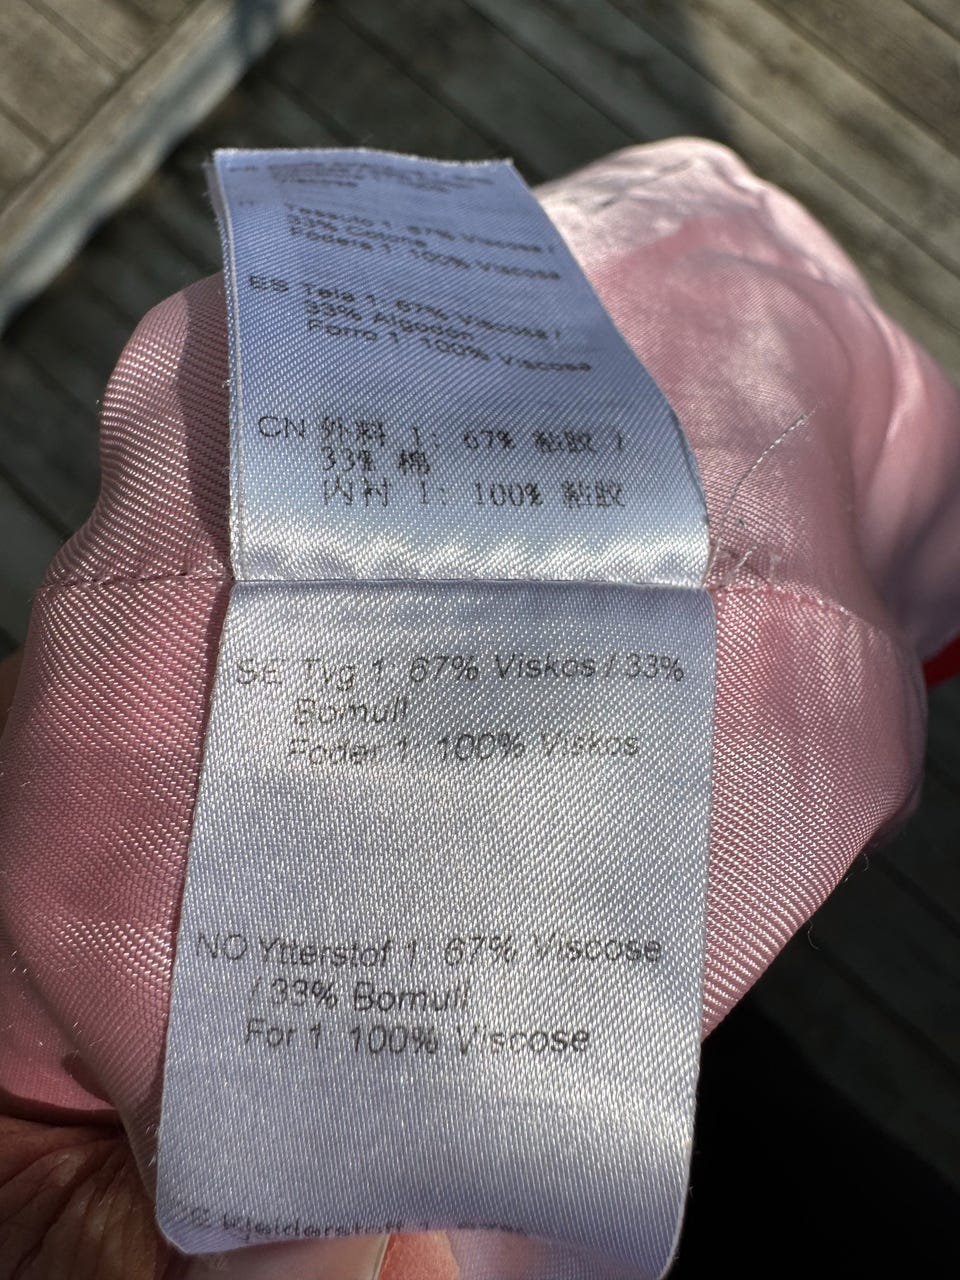 Viscose
IT Tessuto 1: 67% Viscose /
33% Cotone
Fodera 1: 100% Viscosa
ES Tela 1: 67% Viscosa /
33% Algodon
Forro 1: 100% Viscosa
CN 外料 1: 67% 粘胶 /
33% 棉
内衬 1: 100% 粘胶
SE Tyg 1: 67% Viskos / 33%
Bomull
Foder 1: 100% Viskos
NO Ytterstof 1: 67% Viscose
/ 33% Bomull
For 1: 100% Viscose